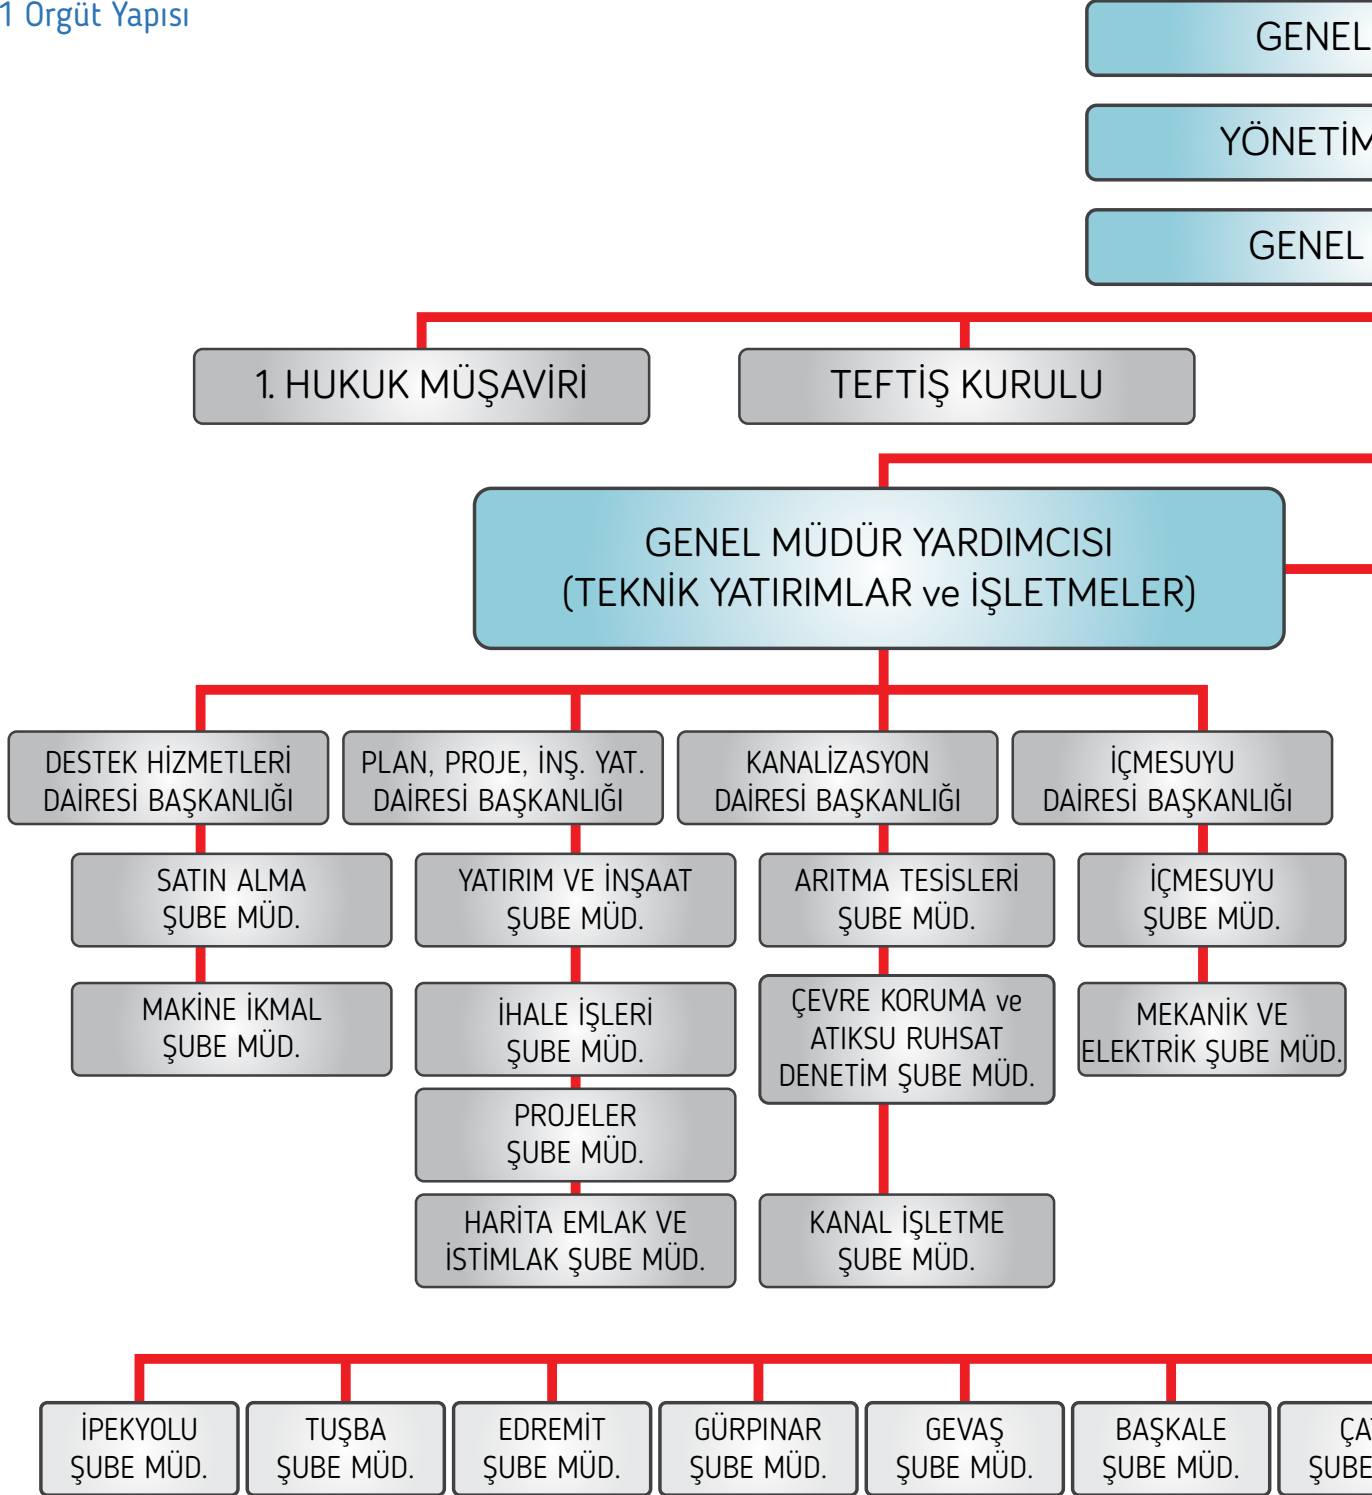 1 Örgüt Yapısı
GENEL
YÖNETİM
GENEL
1. HUKUK MÜŞAVİRİ
TEFTİŞ KURULU
GENEL MÜDÜR YARDIMCISI
(TEKNİK YATIRIMLAR ve İŞLETMELER)
DESTEK HİZMETLERİ
DAİRESİ BAŞKANLIĞI
PLAN, PROJE, İNŞ. YAT.
DAİRESİ BAŞKANLIĞI
KANALİZASYON
DAİRESİ BAŞKANLIĞI
İÇMESUYU
DAİRESİ BAŞKANLIĞI
SATIN ALMA
ŞUBE MÜD.
YATIRIM VE İNŞAAT
ŞUBE MÜD.
ARITMA TESİSLERİ
ŞUBE MÜD.
İÇMESUYU
ŞUBE MÜD.
MAKİNE İKMAL
ŞUBE MÜD.
İHALE İŞLERİ
ŞUBE MÜD.
ÇEVRE KORUMA ve
ATIKSU RUHSAT
DENETİM ŞUBE MÜD.
MEKANİK VE
ELEKTRİK ŞUBE MÜD.
PROJELER
ŞUBE MÜD.
HARİTA EMLAK VE
İSTİMLAK ŞUBE MÜD.
KANAL İŞLETME
ŞUBE MÜD.
İPEKYOLU
ŞUBE MÜD.
TUŞBA
ŞUBE MÜD.
EDREMİT
ŞUBE MÜD.
GÜRPINAR
ŞUBE MÜD.
GEVAŞ
ŞUBE MÜD.
BAŞKALE
ŞUBE MÜD.
ŞUBE